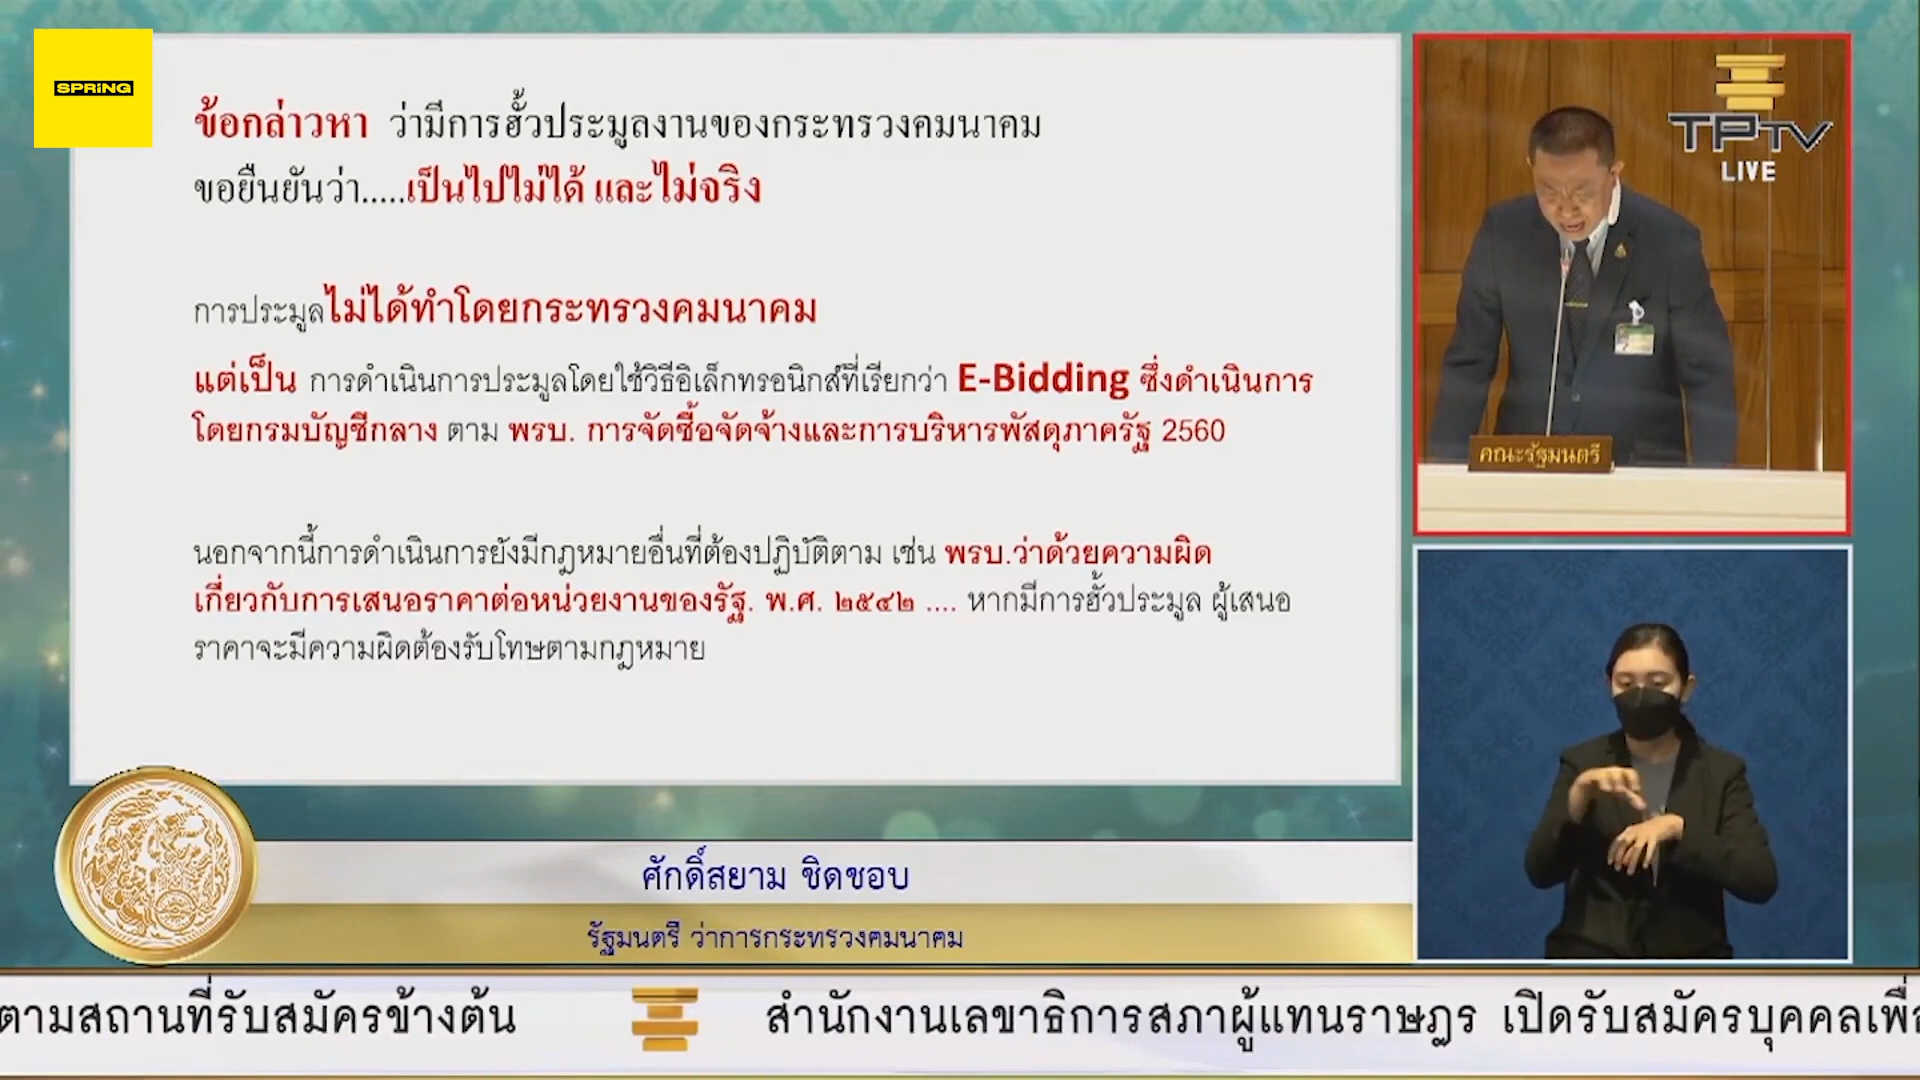 SPRiNG
ข้อกล่าวหา ว่ามีการฮั้วประมูลงานของกระทรวงคมนาคม
ขอยืนยันว่า.....เป็นไปไม่ได้ และไม่จริง
การประมูลไม่ได้ทำโดยกระทรวงคมนาคม
แต่เป็น การดำเนินการประมูลโดยใช้วิธีอิเล็กทรอนิกส์ที่เรียกว่า E-Bidding ซึ่งดำเนินการ
โดยกรมบัญชีกลาง ตาม พรบ. การจัดซื้อจัดจ้างและการบริหารพัสดุภาครัฐ 2560
นอกจากนี้การดำเนินการยังมีกฎหมายอื่นที่ต้องปฏิบัติตาม เช่น พรบ.ว่าด้วยความผิด
เกี่ยวกับการเสนอราคาต่อหน่วยงานของรัฐ. พ.ศ. ๒๕๔๒ .... หากมีการฮั้วประมูล ผู้เสนอ
ราคาจะมีความผิดต้องรับโทษตามกฎหมาย
TPTV
LIVE
คณะรัฐมนตรี
ศักดิ์สยาม ชิดชอบ
รัฐมนตรี ว่าการกระทรวงคมนาคม
ตามสถานที่รับสมัครข้างต้น สำนักงานเลขาธิการสภาผู้แทนราษฎร เปิดรับสมัครบุคคลเพื่อ